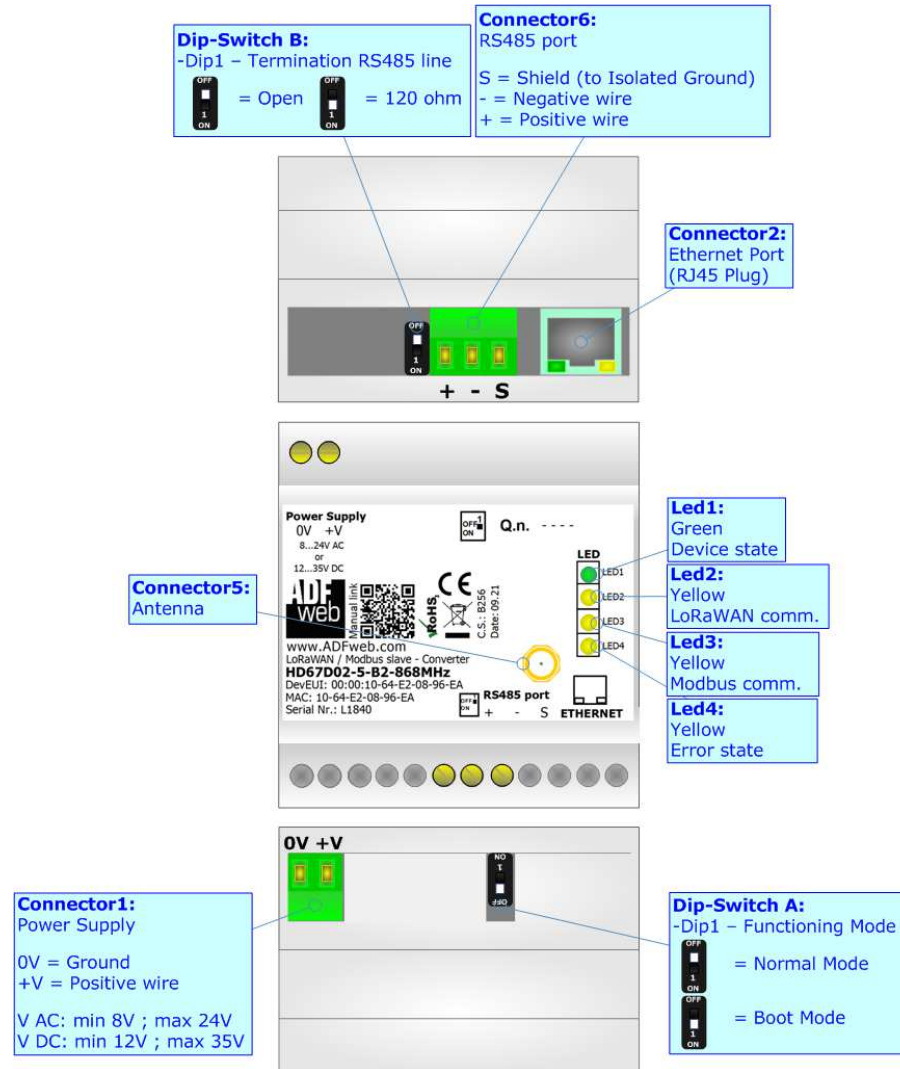 Dip-Switch B:
-Dip1 – Termination RS485 line
OFF
1
ON
= Open
OFF
1
ON
= 120 ohm
Connector6:
RS485 port
S = Shield (to Isolated Ground)
- = Negative wire
+ = Positive wire
Connector2:
Ethernet Port
(RJ45 Plug)
OFF
1
ON
+ - S
Power Supply
0V +V
8...24V AC
or
12...35V DC
OFF 1
ON
Q.n. - - - -
LED
LED1
LED2
LED3
LED4
Led1:
Green
Device state
Led2:
Yellow
LoRaWAN comm.
Led3:
Yellow
Modbus comm.
Led4:
Yellow
Error state
Connector5:
Antenna
ADF
web
Manual link
RoHS
CE
C.S.: B256
Date: 09.21
www.ADFweb.com
LoRaWAN / Modbus slave - Converter
HD67D02-5-B2-868MHz
DevEUI: 00:00:10-64-E2-08-96-EA
MAC: 10-64-E2-08-96-EA
Serial Nr.: L1840
OFF 1
ON
RS485 port
+ - S
ETHERNET
0V +V
ON
1
OFF
Connector1:
Power Supply
0V = Ground
+V = Positive wire
V AC: min 8V ; max 24V
V DC: min 12V ; max 35V
Dip-Switch A:
-Dip1 – Functioning Mode
OFF
1
ON
= Normal Mode
OFF
1
ON
= Boot Mode